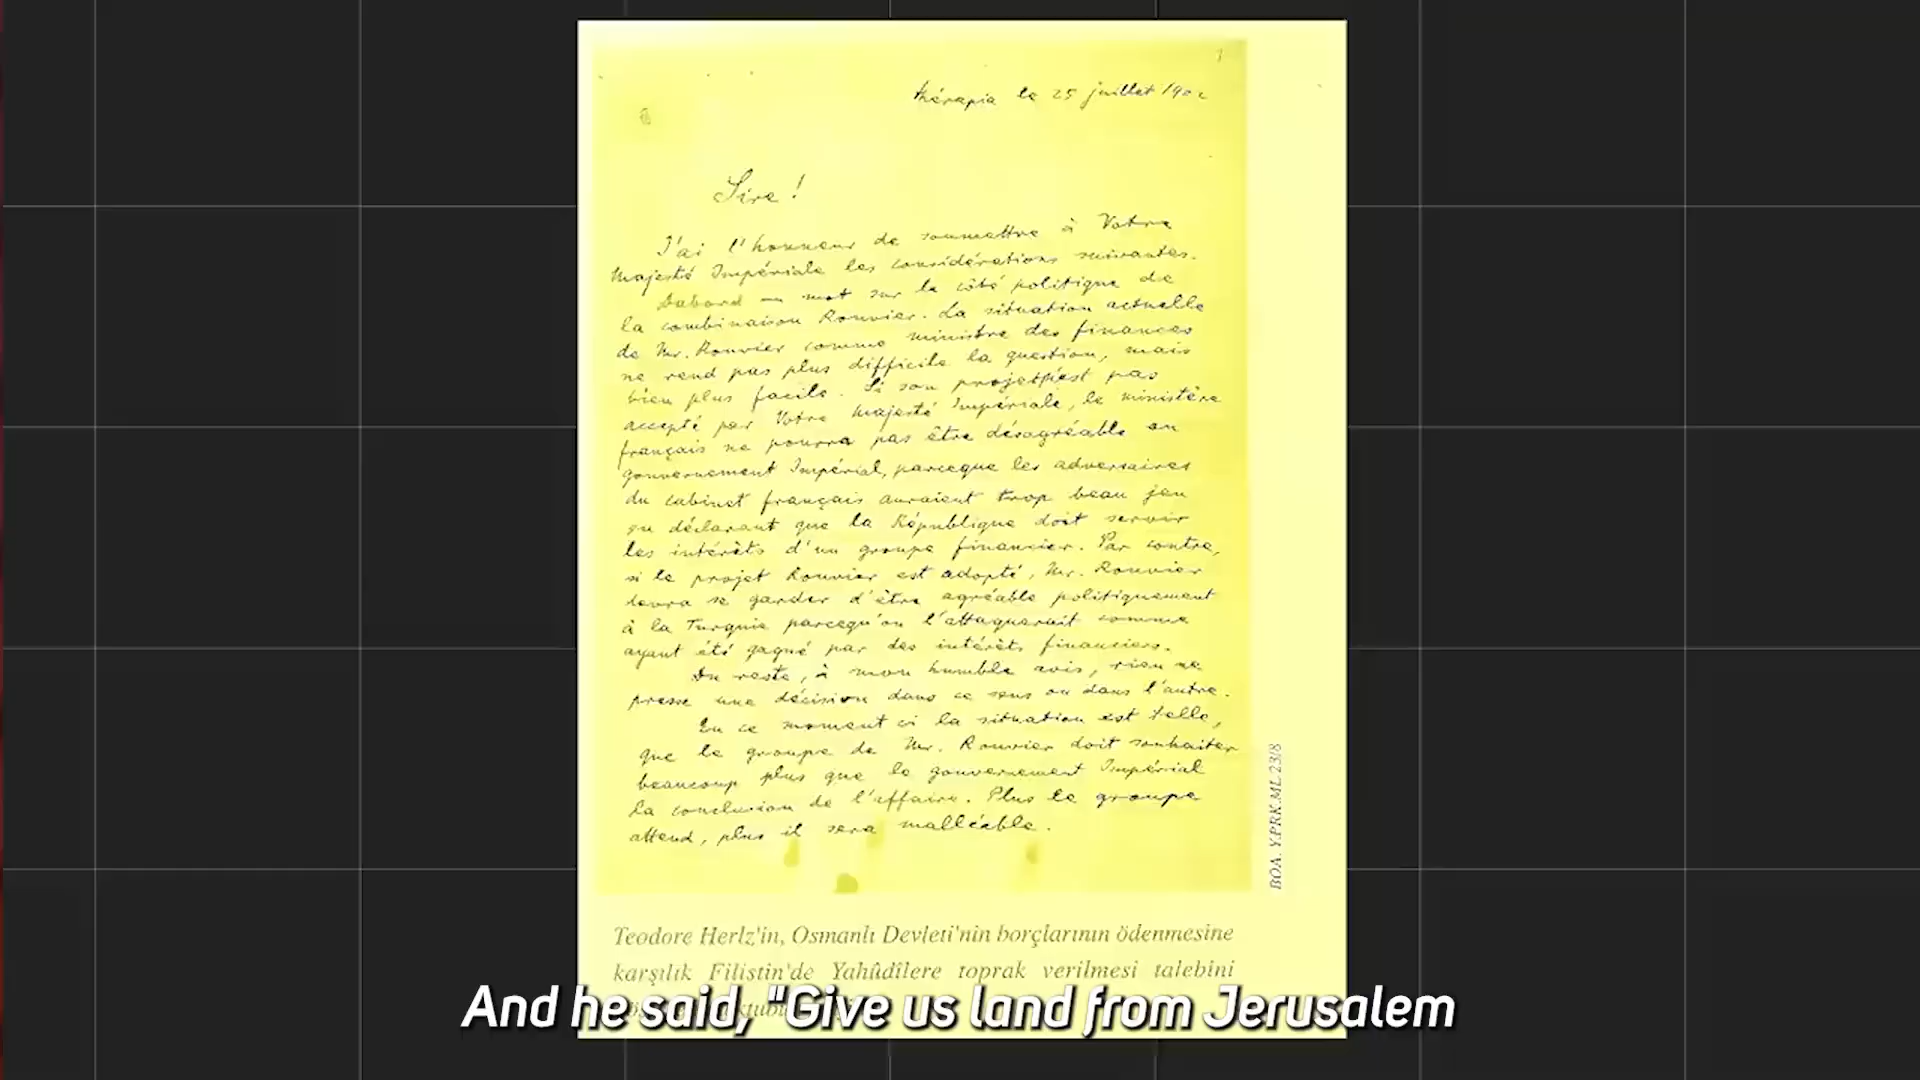 thérapia le 25 juillet 190
Sire !
J'ai l'honneur de soumettre à Votre
Majesté Impériale les considérations suivantes.
Dabord un mot sur le côté politique de
la combinaison Rouvier. La situation actuelle
de Mr. Rouvier comme ministre des finances
ne rend pas plus difficile la question, mais
bien plus facile. Si son projet n'est pas
accepté par Votre Majesté Impériale, le ministère
français ne pourra pas être désagréable au
gouvernement Impérial, parceque les adversaires
du cabinet français auraient trop beau jeu
en déclarant que la République doit servir
les intérêts d'un groupe financier. Par contre,
si le projet Rouvier est adopté, Mr. Rouvier
devra se garder d'être agréable politiquement
à la Turquie parcequ'on l'attaquerait comme
ayant été gagné par des intérêts financiers.
Du reste, à mon humble avis, rien ne
presse une décision dans ce sens ou dans l'autre.
En ce moment ci la situation est telle,
que le groupe de Mr. Rouvier doit souhaiter
beaucoup plus que le gouvernement Impérial
la conclusion de l'affaire. Plus le groupe
attend, plus il sera malléable.
BOA. Y.PRK.ML 23/8
Teodore Herlz'in, Osmanlı Devleti'nin borçlarının ödenmesine
karşılık Filistin'de Yahûdîlere toprak verilmesi talebini
And he said, "Give us land from Jerusalem